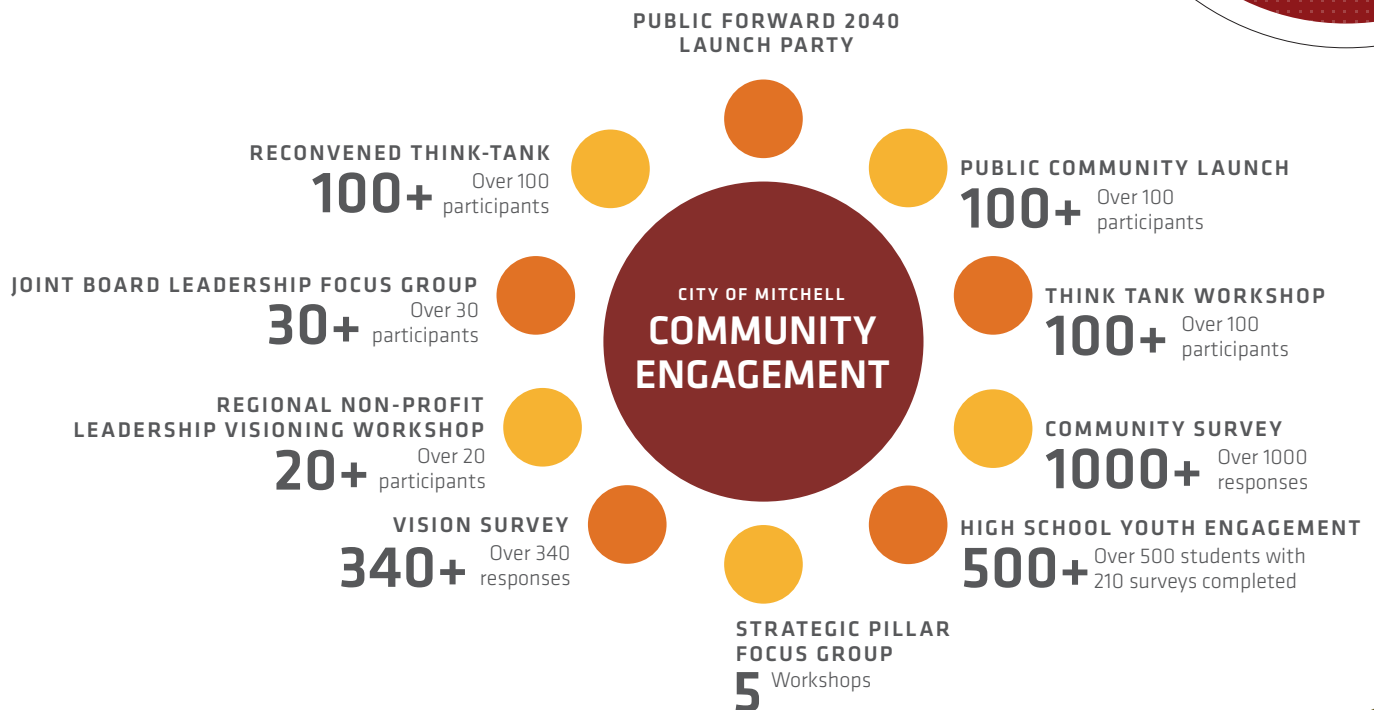 PUBLIC FORWARD 2040
LAUNCH PARTY
PUBLIC COMMUNITY LAUNCH
100+
Over 100
participants
THINK TANK WORKSHOP
100+
Over 100
participants
COMMUNITY SURVEY
1000+
Over 1000
responses
HIGH SCHOOL YOUTH ENGAGEMENT
500+
Over 500 students with
210 surveys completed
STRATEGIC PILLAR
FOCUS GROUP
5
Workshops
VISION SURVEY
340+
Over 340
responses
REGIONAL NON-PROFIT
LEADERSHIP VISIONING WORKSHOP
20+
Over 20
participants
JOINT BOARD LEADERSHIP FOCUS GROUP
30+
Over 30
participants
RECONVENED THINK-TANK
100+
Over 100
participants
CITY OF MITCHELL
COMMUNITY
ENGAGEMENT